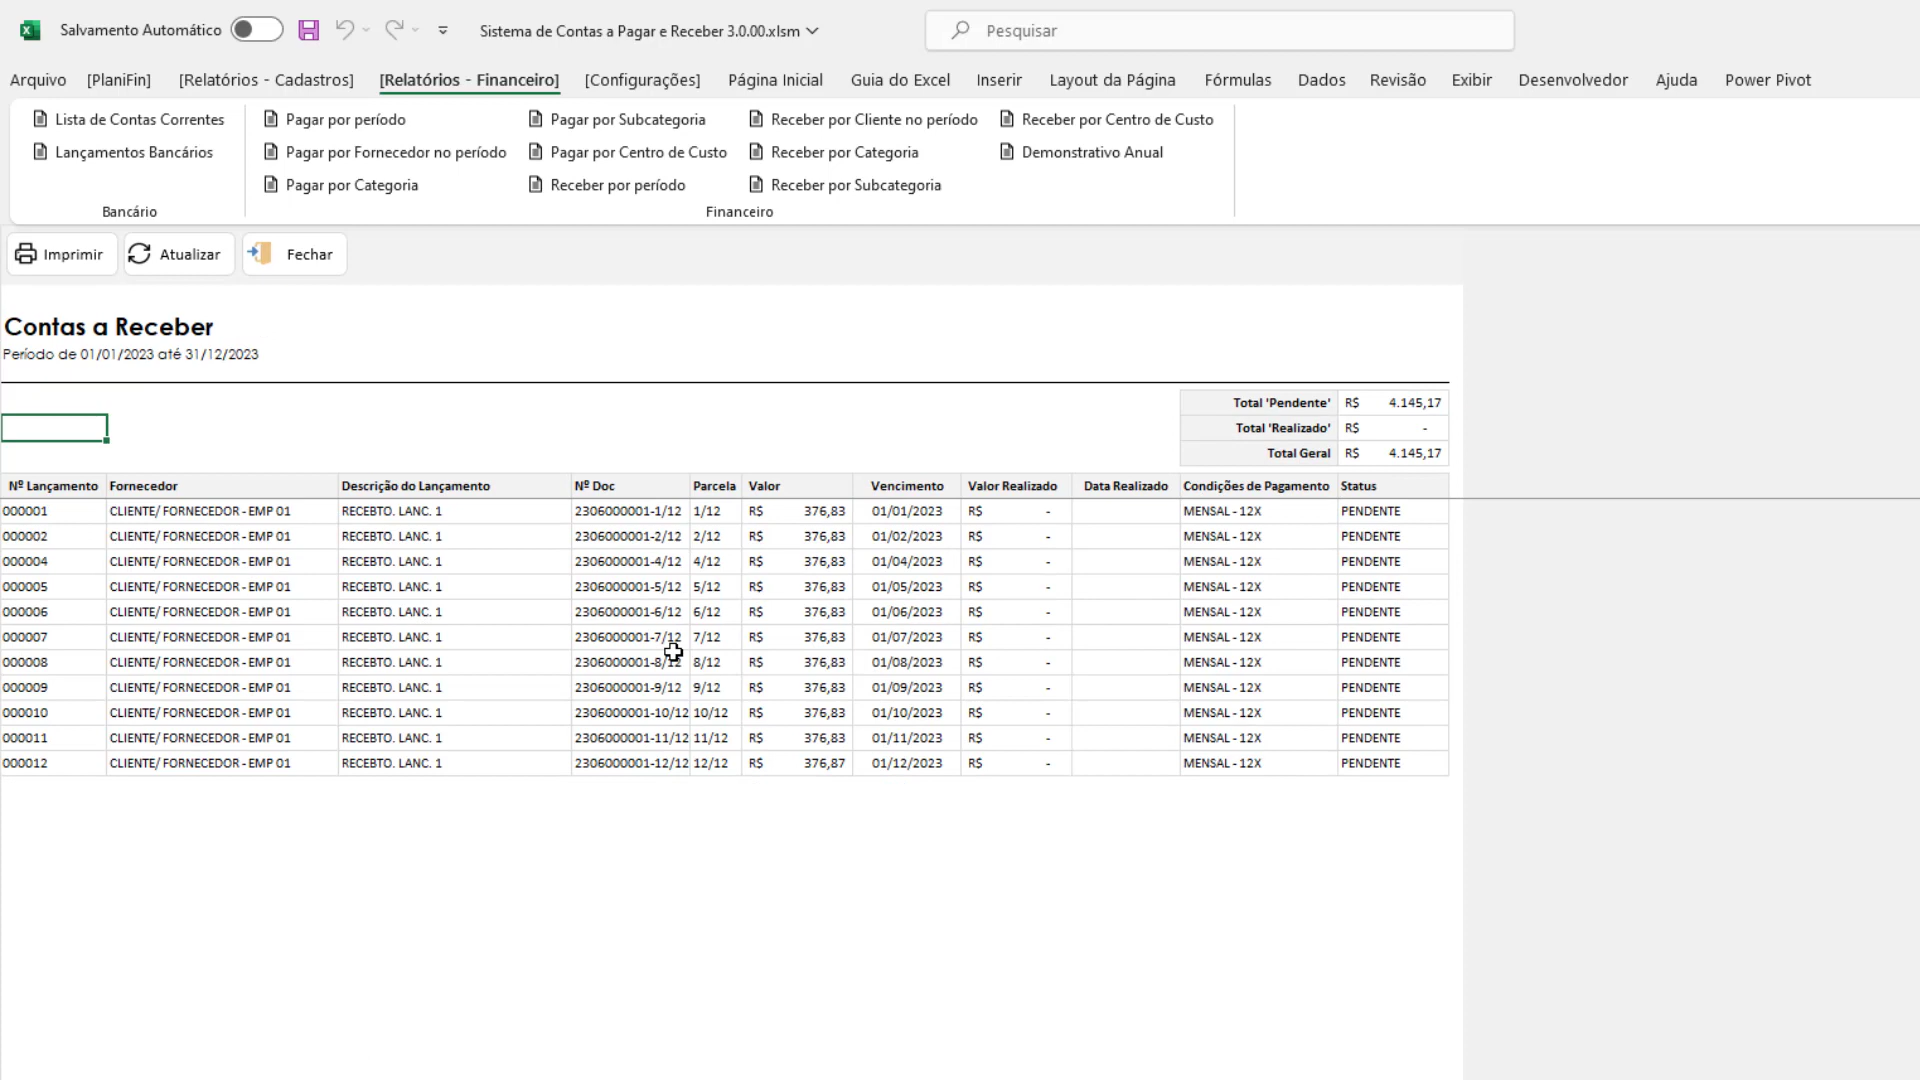 Salvamento Automático
Sistema de Contas a Pagar e Receber 3.0.00.xlsm
Pesquisar
Arquivo [PlaniFin] [Relatórios - Cadastros] [Relatórios - Financeiro] [Configurações] Página Inicial Guia do Excel Inserir Layout da Página Fórmulas Dados Revisão Exibir Desenvolvedor Ajuda Power Pivot
Lista de Contas Correntes Pagar por período Pagar por Subcategoria Receber por Cliente no período Receber por Centro de Custo
Lançamentos Bancários Pagar por Fornecedor no período Pagar por Centro de Custo Receber por Categoria Demonstrativo Anual
Pagar por Categoria Receber por período Receber por Subcategoria
Bancário Financeiro
Imprimir Atualizar Fechar
Contas a Receber
Período de 01/01/2023 até 31/12/2023
Total 'Pendente' R$ 4.145,17
Total 'Realizado' R$ -
Total Geral R$ 4.145,17
Nº Lançamento Fornecedor Descrição do Lançamento Nº Doc Parcela Valor Vencimento Valor Realizado Data Realizado Condições de Pagamento Status
000001 CLIENTE/ FORNECEDOR - EMP 01 RECEBTO. LANC. 1 2306000001-1/12 1/12 R$ 376,83 01/01/2023 R$ - MENSAL - 12X PENDENTE
000002 CLIENTE/ FORNECEDOR - EMP 01 RECEBTO. LANC. 1 2306000001-2/12 2/12 R$ 376,83 01/02/2023 R$ - MENSAL - 12X PENDENTE
000004 CLIENTE/ FORNECEDOR - EMP 01 RECEBTO. LANC. 1 2306000001-4/12 4/12 R$ 376,83 01/04/2023 R$ - MENSAL - 12X PENDENTE
000005 CLIENTE/ FORNECEDOR - EMP 01 RECEBTO. LANC. 1 2306000001-5/12 5/12 R$ 376,83 01/05/2023 R$ - MENSAL - 12X PENDENTE
000006 CLIENTE/ FORNECEDOR - EMP 01 RECEBTO. LANC. 1 2306000001-6/12 6/12 R$ 376,83 01/06/2023 R$ - MENSAL - 12X PENDENTE
000007 CLIENTE/ FORNECEDOR - EMP 01 RECEBTO. LANC. 1 2306000001-7/12 7/12 R$ 376,83 01/07/2023 R$ - MENSAL - 12X PENDENTE
000008 CLIENTE/ FORNECEDOR - EMP 01 RECEBTO. LANC. 1 2306000001-8/12 8/12 R$ 376,83 01/08/2023 R$ - MENSAL - 12X PENDENTE
000009 CLIENTE/ FORNECEDOR - EMP 01 RECEBTO. LANC. 1 2306000001-9/12 9/12 R$ 376,83 01/09/2023 R$ - MENSAL - 12X PENDENTE
000010 CLIENTE/ FORNECEDOR - EMP 01 RECEBTO. LANC. 1 2306000001-10/12 10/12 R$ 376,83 01/10/2023 R$ - MENSAL - 12X PENDENTE
000011 CLIENTE/ FORNECEDOR - EMP 01 RECEBTO. LANC. 1 2306000001-11/12 11/12 R$ 376,83 01/11/2023 R$ - MENSAL - 12X PENDENTE
000012 CLIENTE/ FORNECEDOR - EMP 01 RECEBTO. LANC. 1 2306000001-12/12 12/12 R$ 376,87 01/12/2023 R$ - MENSAL - 12X PENDENTE